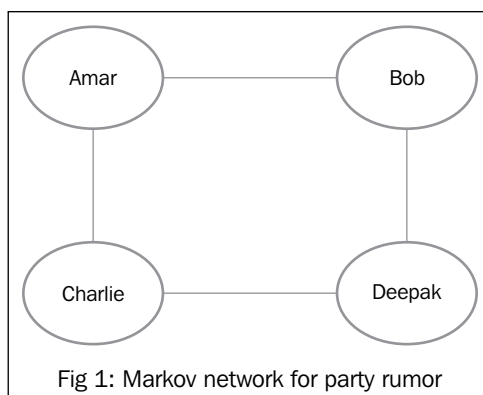 Amar
Bob
Charlie
Deepak
Fig 1: Markov network for party rumor